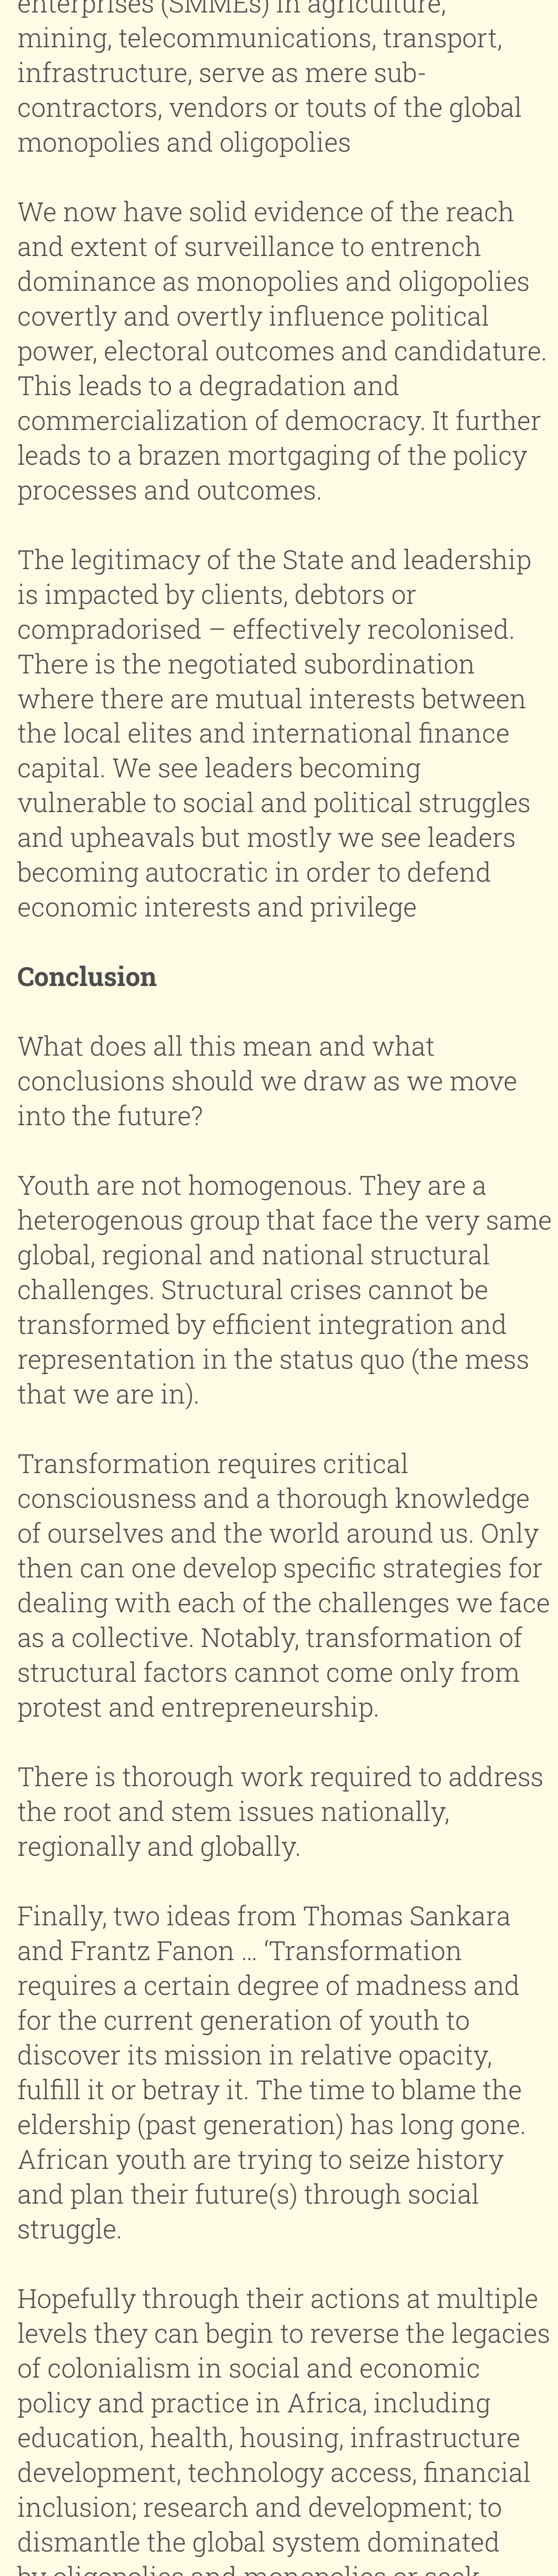 enterprises (SMMEs) in agriculture,
mining, telecommunications, transport,
infrastructure, serve as mere sub-
contractors, vendors or touts of the global
monopolies and oligopolies
We now have solid evidence of the reach
and extent of surveillance to entrench
dominance as monopolies and oligopolies
covertly and overtly influence political
power, electoral outcomes and candidature.
This leads to a degradation and
commercialization of democracy. It further
leads to a brazen mortgaging of the policy
processes and outcomes.
The legitimacy of the State and leadership
is impacted by clients, debtors or
compradorised – effectively recolonised.
There is the negotiated subordination
where there are mutual interests between
the local elites and international finance
capital. We see leaders becoming
vulnerable to social and political struggles
and upheavals but mostly we see leaders
becoming autocratic in order to defend
economic interests and privilege
Conclusion
What does all this mean and what
conclusions should we draw as we move
into the future?
Youth are not homogenous. They are a
heterogenous group that face the very same
global, regional and national structural
challenges. Structural crises cannot be
transformed by efficient integration and
representation in the status quo (the mess
that we are in).
Transformation requires critical
consciousness and a thorough knowledge
of ourselves and the world around us. Only
then can one develop specific strategies for
dealing with each of the challenges we face
as a collective. Notably, transformation of
structural factors cannot come only from
protest and entrepreneurship.
There is thorough work required to address
the root and stem issues nationally,
regionally and globally.
Finally, two ideas from Thomas Sankara
and Frantz Fanon … ‘Transformation
requires a certain degree of madness and
for the current generation of youth to
discover its mission in relative opacity,
fulfill it or betray it. The time to blame the
eldership (past generation) has long gone.
African youth are trying to seize history
and plan their future(s) through social
struggle.
Hopefully through their actions at multiple
levels they can begin to reverse the legacies
of colonialism in social and economic
policy and practice in Africa, including
education, health, housing, infrastructure
development, technology access, financial
inclusion; research and development; to
dismantle the global system dominated
by oligopolies and monopolies or seek